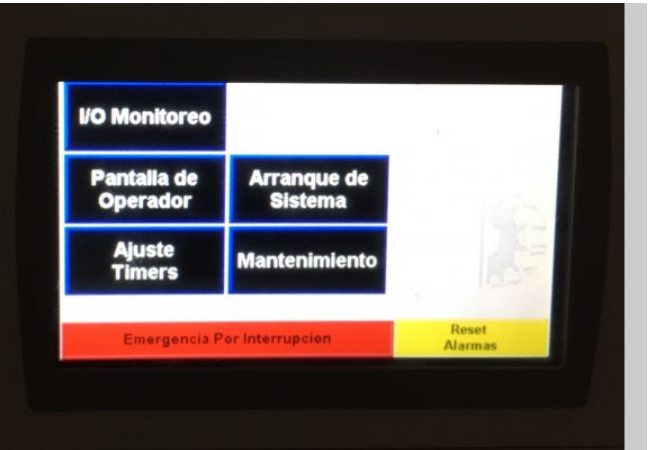 I/O Monitoreo
Pantalla de
Operador
Arranque de
Sistema
Ajuste
Timers
Mantenimiento
Emergencia Por Interrupcion
Reset
Alarmas